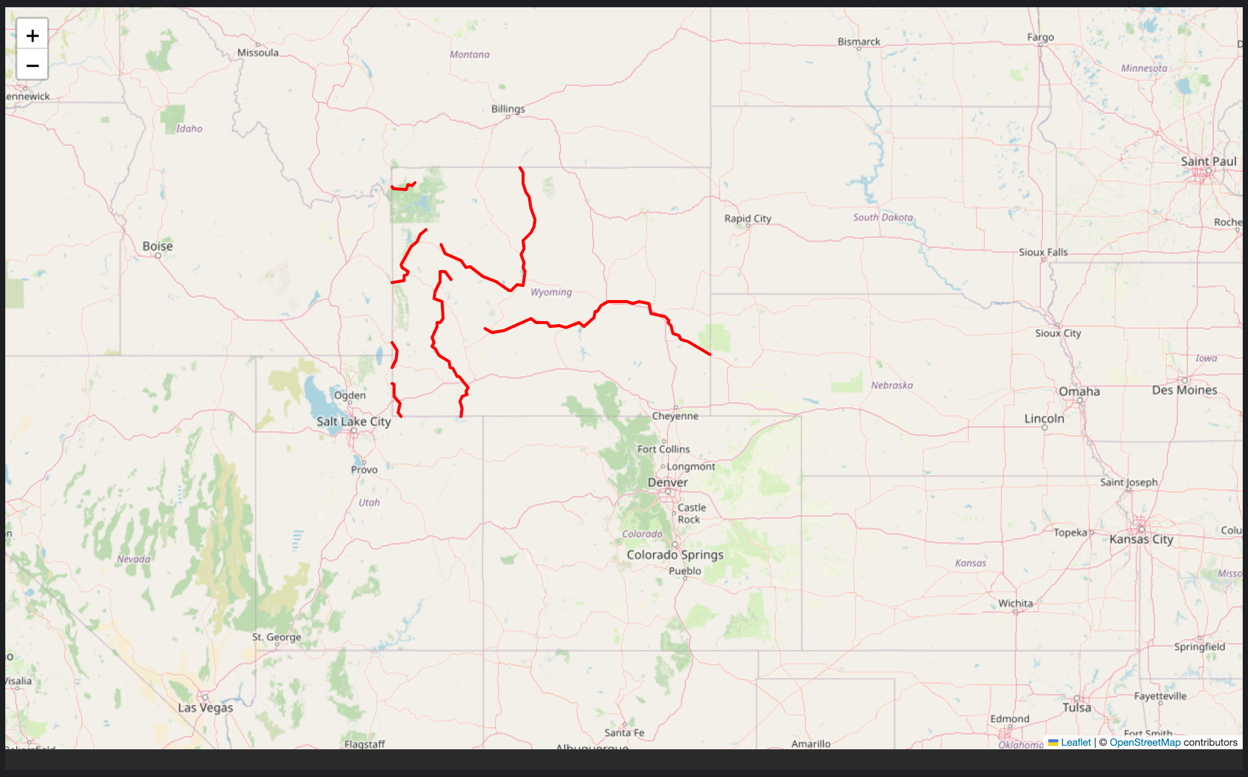 +
−
Missoula
Montana
Bismarck
Fargo
Minnesota
ennewick
Billings
Idaho
Saint Paul
Rapid City
South Dakota
Roche
Boise
Sioux Falls
Wyoming
Sioux City
Iowa
Nebraska
Omaha
Des Moines
Ogden
Cheyenne
Lincoln
Salt Lake City
Fort Collins
Longmont
Provo
Denver
Saint Joseph
Utah
Castle
Rock
Colorado
Topeka
Kansas City
Colu
Nevada
Colorado Springs
Kansas
Pueblo
Misso
Wichita
St. George
Springfield
o
/isalia
Las Vegas
Tulsa
Fayetteville
Edmond
Santa Fe
Fort Smith
Flagstaff
Albuquerque
Amarillo
Oklahoma
Leaflet | © OpenStreetMap contributors